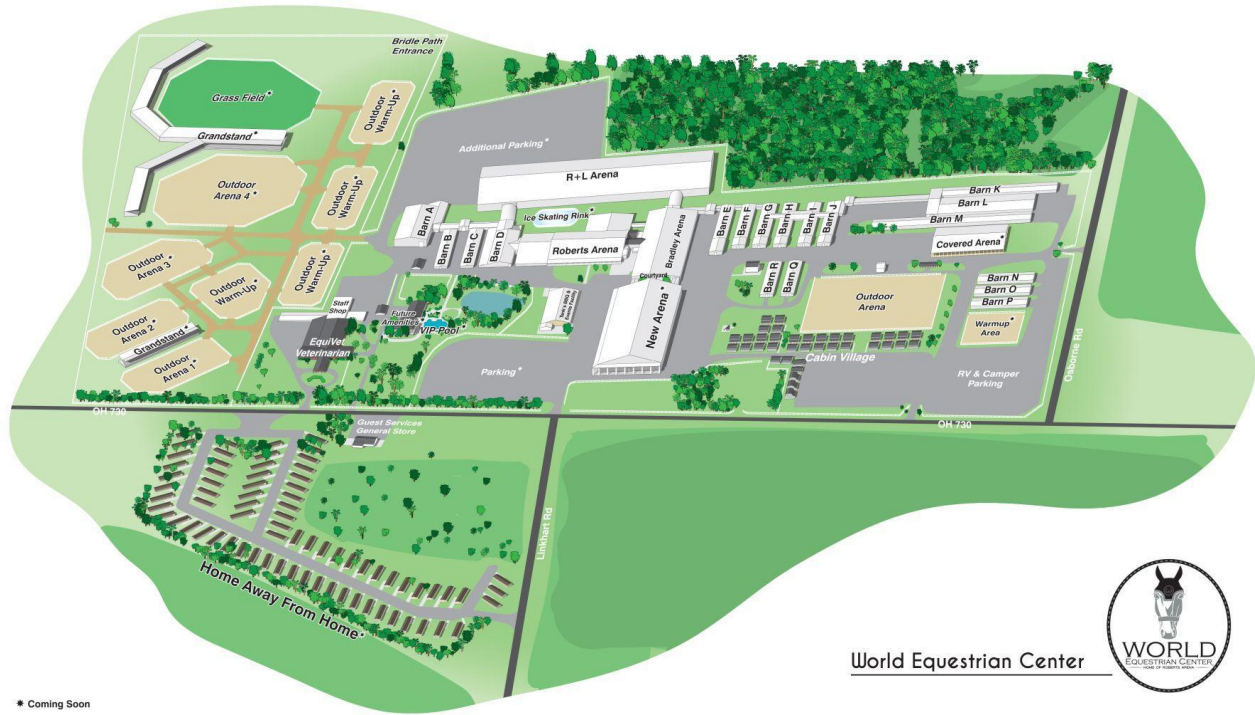 Bridle Path
Entrance
Grass Field*
Outdoor
Warm-Up*
Grandstand*
Additional Parking*
Outdoor
Arena 4*
Outdoor
Warm-Up*
R+L Arena
Ice Skating Rink*
Barn A
Barn B
Barn C
Barn D
Roberts Arena
Bradley Arena
Barn E
Barn F
Barn G
Barn H
Barn I
Barn J
Barn K
Barn L
Barn M
Covered Arena*
Outdoor
Arena 3*
Outdoor
Warm-Up*
Outdoor
Warm-Up*
Courtyard
Barn R
Barn Q
Barn N
Barn O
Barn P
Outdoor
Arena 2*
Grandstand*
Outdoor
Arena 1*
Staff
Shop
Future
Amenities*
VIP Pool*
EquiVet
Veterinarian
New Arena*
Outdoor
Arena
Warmup
Area
Parking*
Cabin Village
RV & Camper
Parking
Osborne Rd
OH 730
OH 730
Guest Services
General Store
Linkhart Rd
Home Away From Home*
World Equestrian Center
WORLD
EQUESTRIAN CENTER
HOME OF ROBERTS ARENA
* Coming Soon